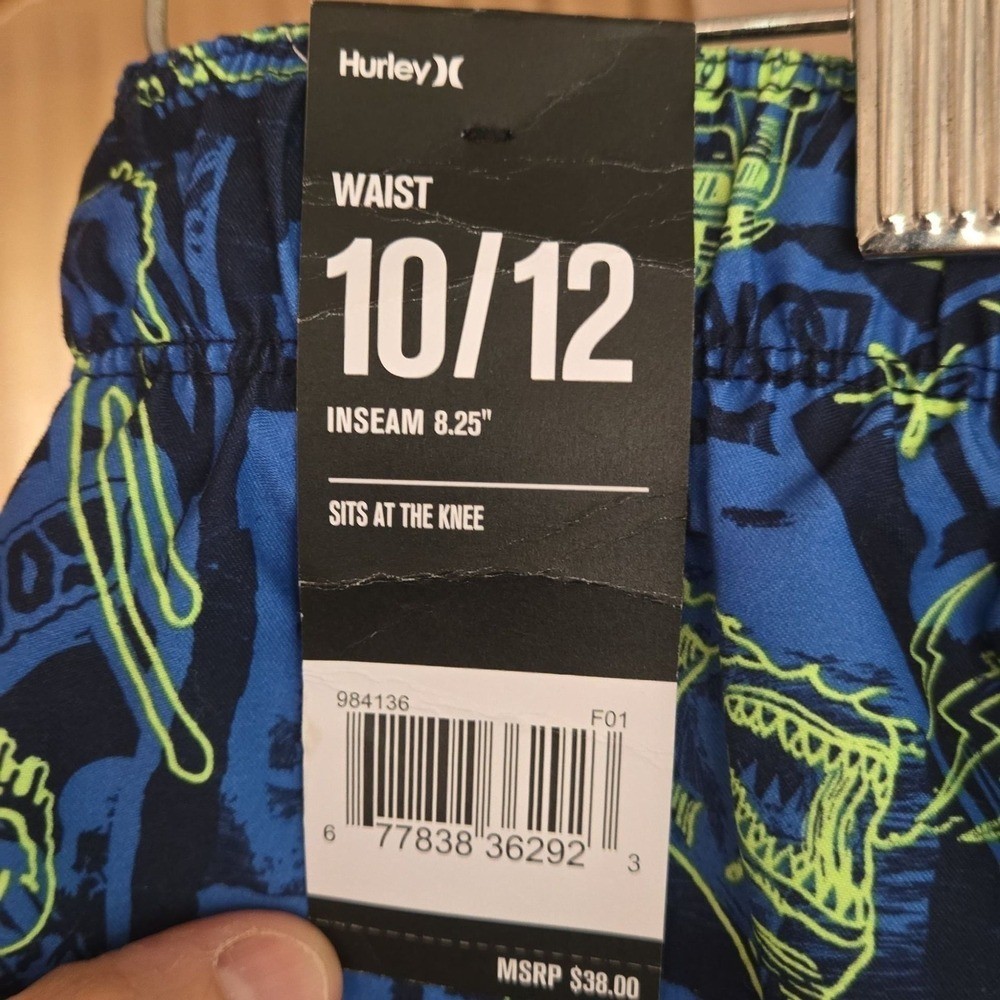 Hurley
WAIST
10/12
INSEAM 8.25"
SITS AT THE KNEE
984136
F01
6 77838 36292 3
MSRP $38.00